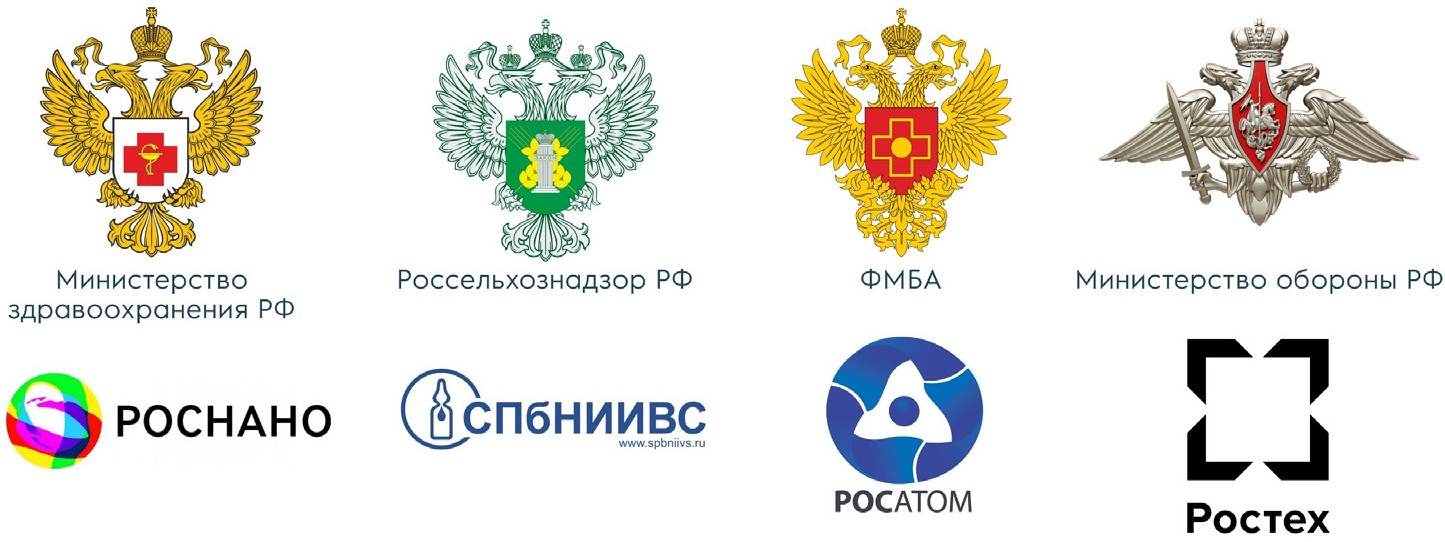 Министерство
здравоохранения РФ
Россельхознадзор РФ
ФМБА
Министерство обороны РФ
РОСНАНО
СПбНИИВС
www.spbniivs.ru
РОСАТОМ
Ростех